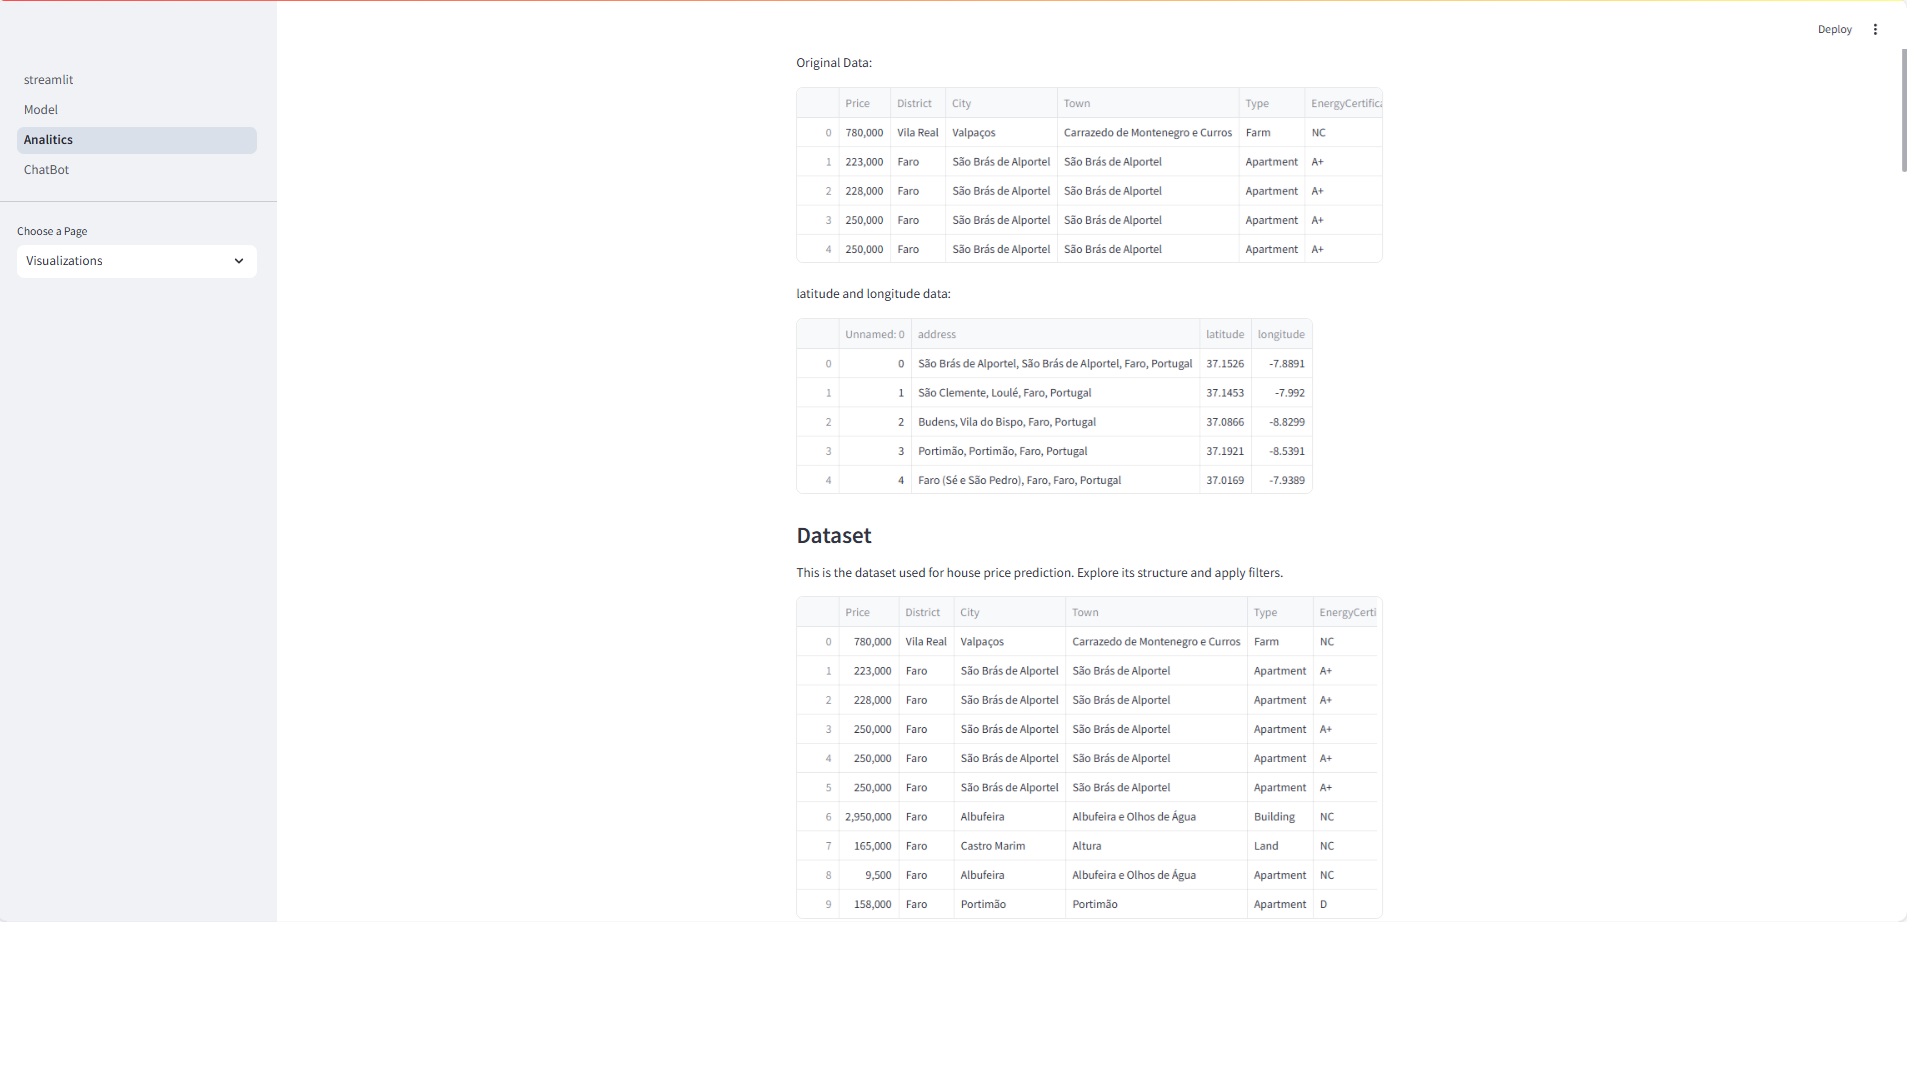 Deploy
streamlit
Model
Analitics
ChatBot
Choose a Page
Visualizations
Original Data:
Price District City Town Type EnergyCertifica
0 780,000 Vila Real Valpaços Carrazedo de Montenegro e Curros Farm NC
1 223,000 Faro São Brás de Alportel São Brás de Alportel Apartment A+
2 228,000 Faro São Brás de Alportel São Brás de Alportel Apartment A+
3 250,000 Faro São Brás de Alportel São Brás de Alportel Apartment A+
4 250,000 Faro São Brás de Alportel São Brás de Alportel Apartment A+
latitude and longitude data:
Unnamed: 0 address latitude longitude
0 0 São Brás de Alportel, São Brás de Alportel, Faro, Portugal 37.1526 -7.8891
1 1 São Clemente, Loulé, Faro, Portugal 37.1453 -7.992
2 2 Budens, Vila do Bispo, Faro, Portugal 37.0866 -8.8299
3 3 Portimão, Portimão, Faro, Portugal 37.1921 -8.5391
4 4 Faro (Sé e São Pedro), Faro, Faro, Portugal 37.0169 -7.9389
Dataset
This is the dataset used for house price prediction. Explore its structure and apply filters.
Price District City Town Type EnergyCerti
0 780,000 Vila Real Valpaços Carrazedo de Montenegro e Curros Farm NC
1 223,000 Faro São Brás de Alportel São Brás de Alportel Apartment A+
2 228,000 Faro São Brás de Alportel São Brás de Alportel Apartment A+
3 250,000 Faro São Brás de Alportel São Brás de Alportel Apartment A+
4 250,000 Faro São Brás de Alportel São Brás de Alportel Apartment A+
5 250,000 Faro São Brás de Alportel São Brás de Alportel Apartment A+
6 2,950,000 Faro Albufeira Albufeira e Olhos de Água Building NC
7 165,000 Faro Castro Marim Altura Land NC
8 9,500 Faro Albufeira Albufeira e Olhos de Água Apartment NC
9 158,000 Faro Portimão Portimão Apartment D